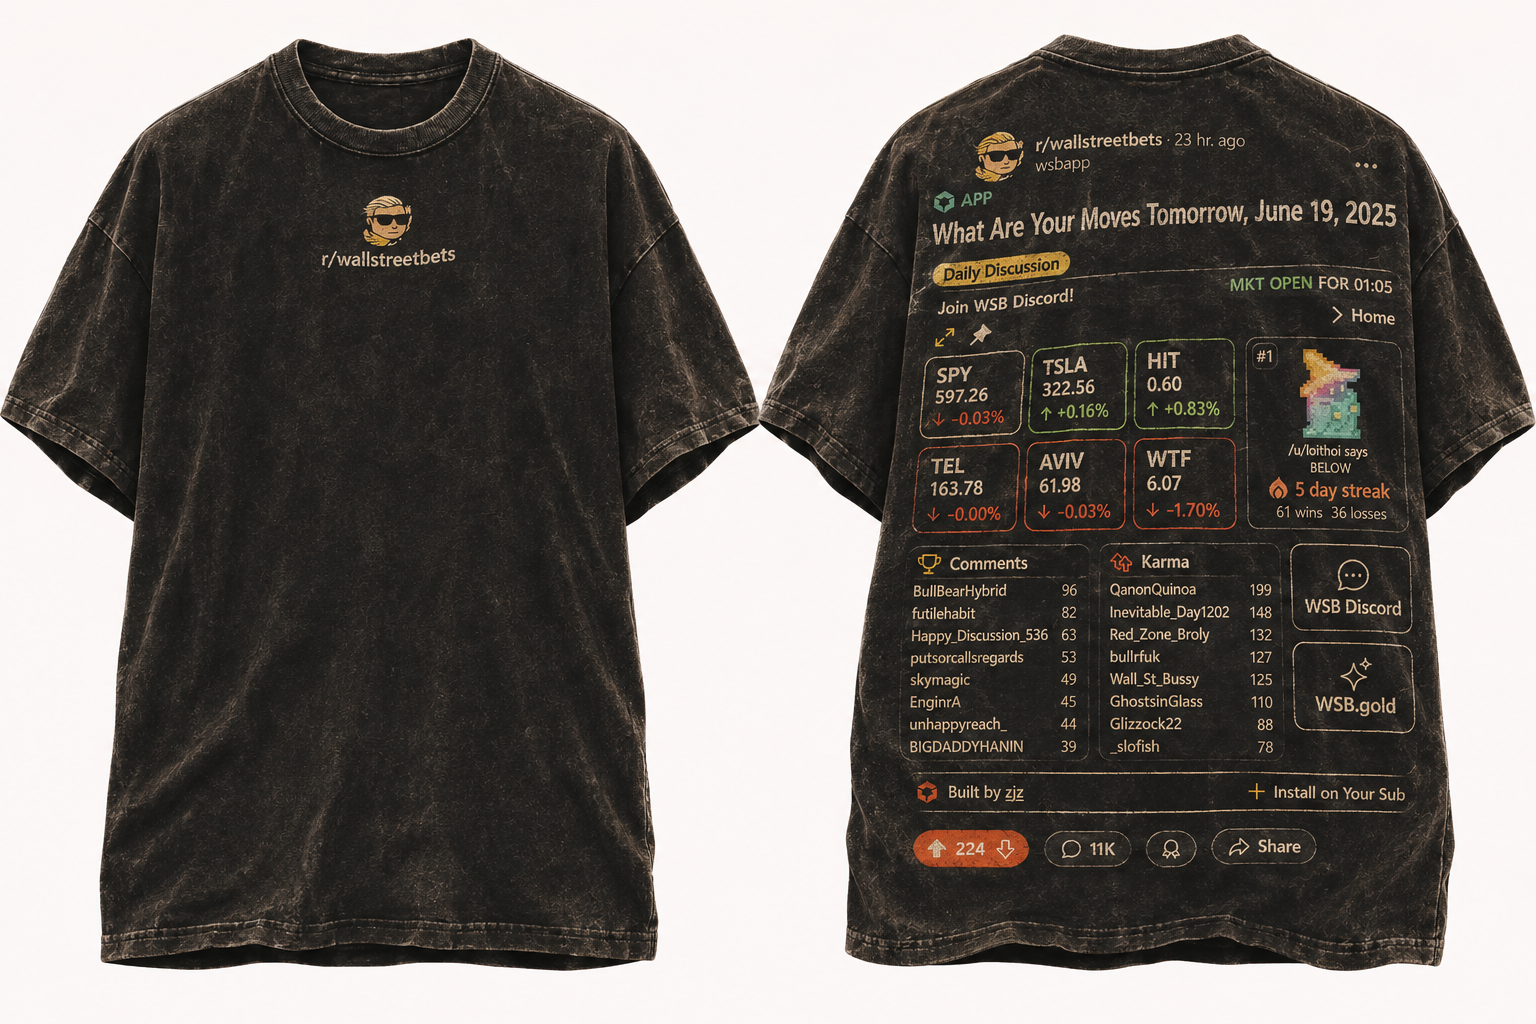 r/wallstreetbets
r/wallstreetbets · 23 hr. ago
wsbapp
APP
What Are Your Moves Tomorrow, June 19, 2025
Daily Discussion
MKT OPEN FOR 01:05
Join WSB Discord!
Home
SPY
597.26
↓ -0.03%
TSLA
322.56
↑ +0.16%
HIT
0.60
↑ +0.83%
#1
/u/loithoi says
BELOW
5 day streak
61 wins 36 losses
TEL
163.78
↓ -0.00%
AVIV
61.98
↓ -0.03%
WTF
6.07
↓ -1.70%
Comments
BullBearHybrid 96
futilehabit 82
Happy_Discussion_536 63
putsorcallsregards 53
skymagic 49
EnginrA 45
unhappyreach_ 44
BIGDADDYHANIN 39
Karma
QanonQuinoa 199
Inevitable_Day1202 148
Red_Zone_Broly 132
bullrfuk 127
Wall_St_Bussy 125
GhostsinGlass 110
Glizzock22 88
_slofish 78
WSB Discord
WSB.gold
Built by zjz
+ Install on Your Sub
224
11K
Share